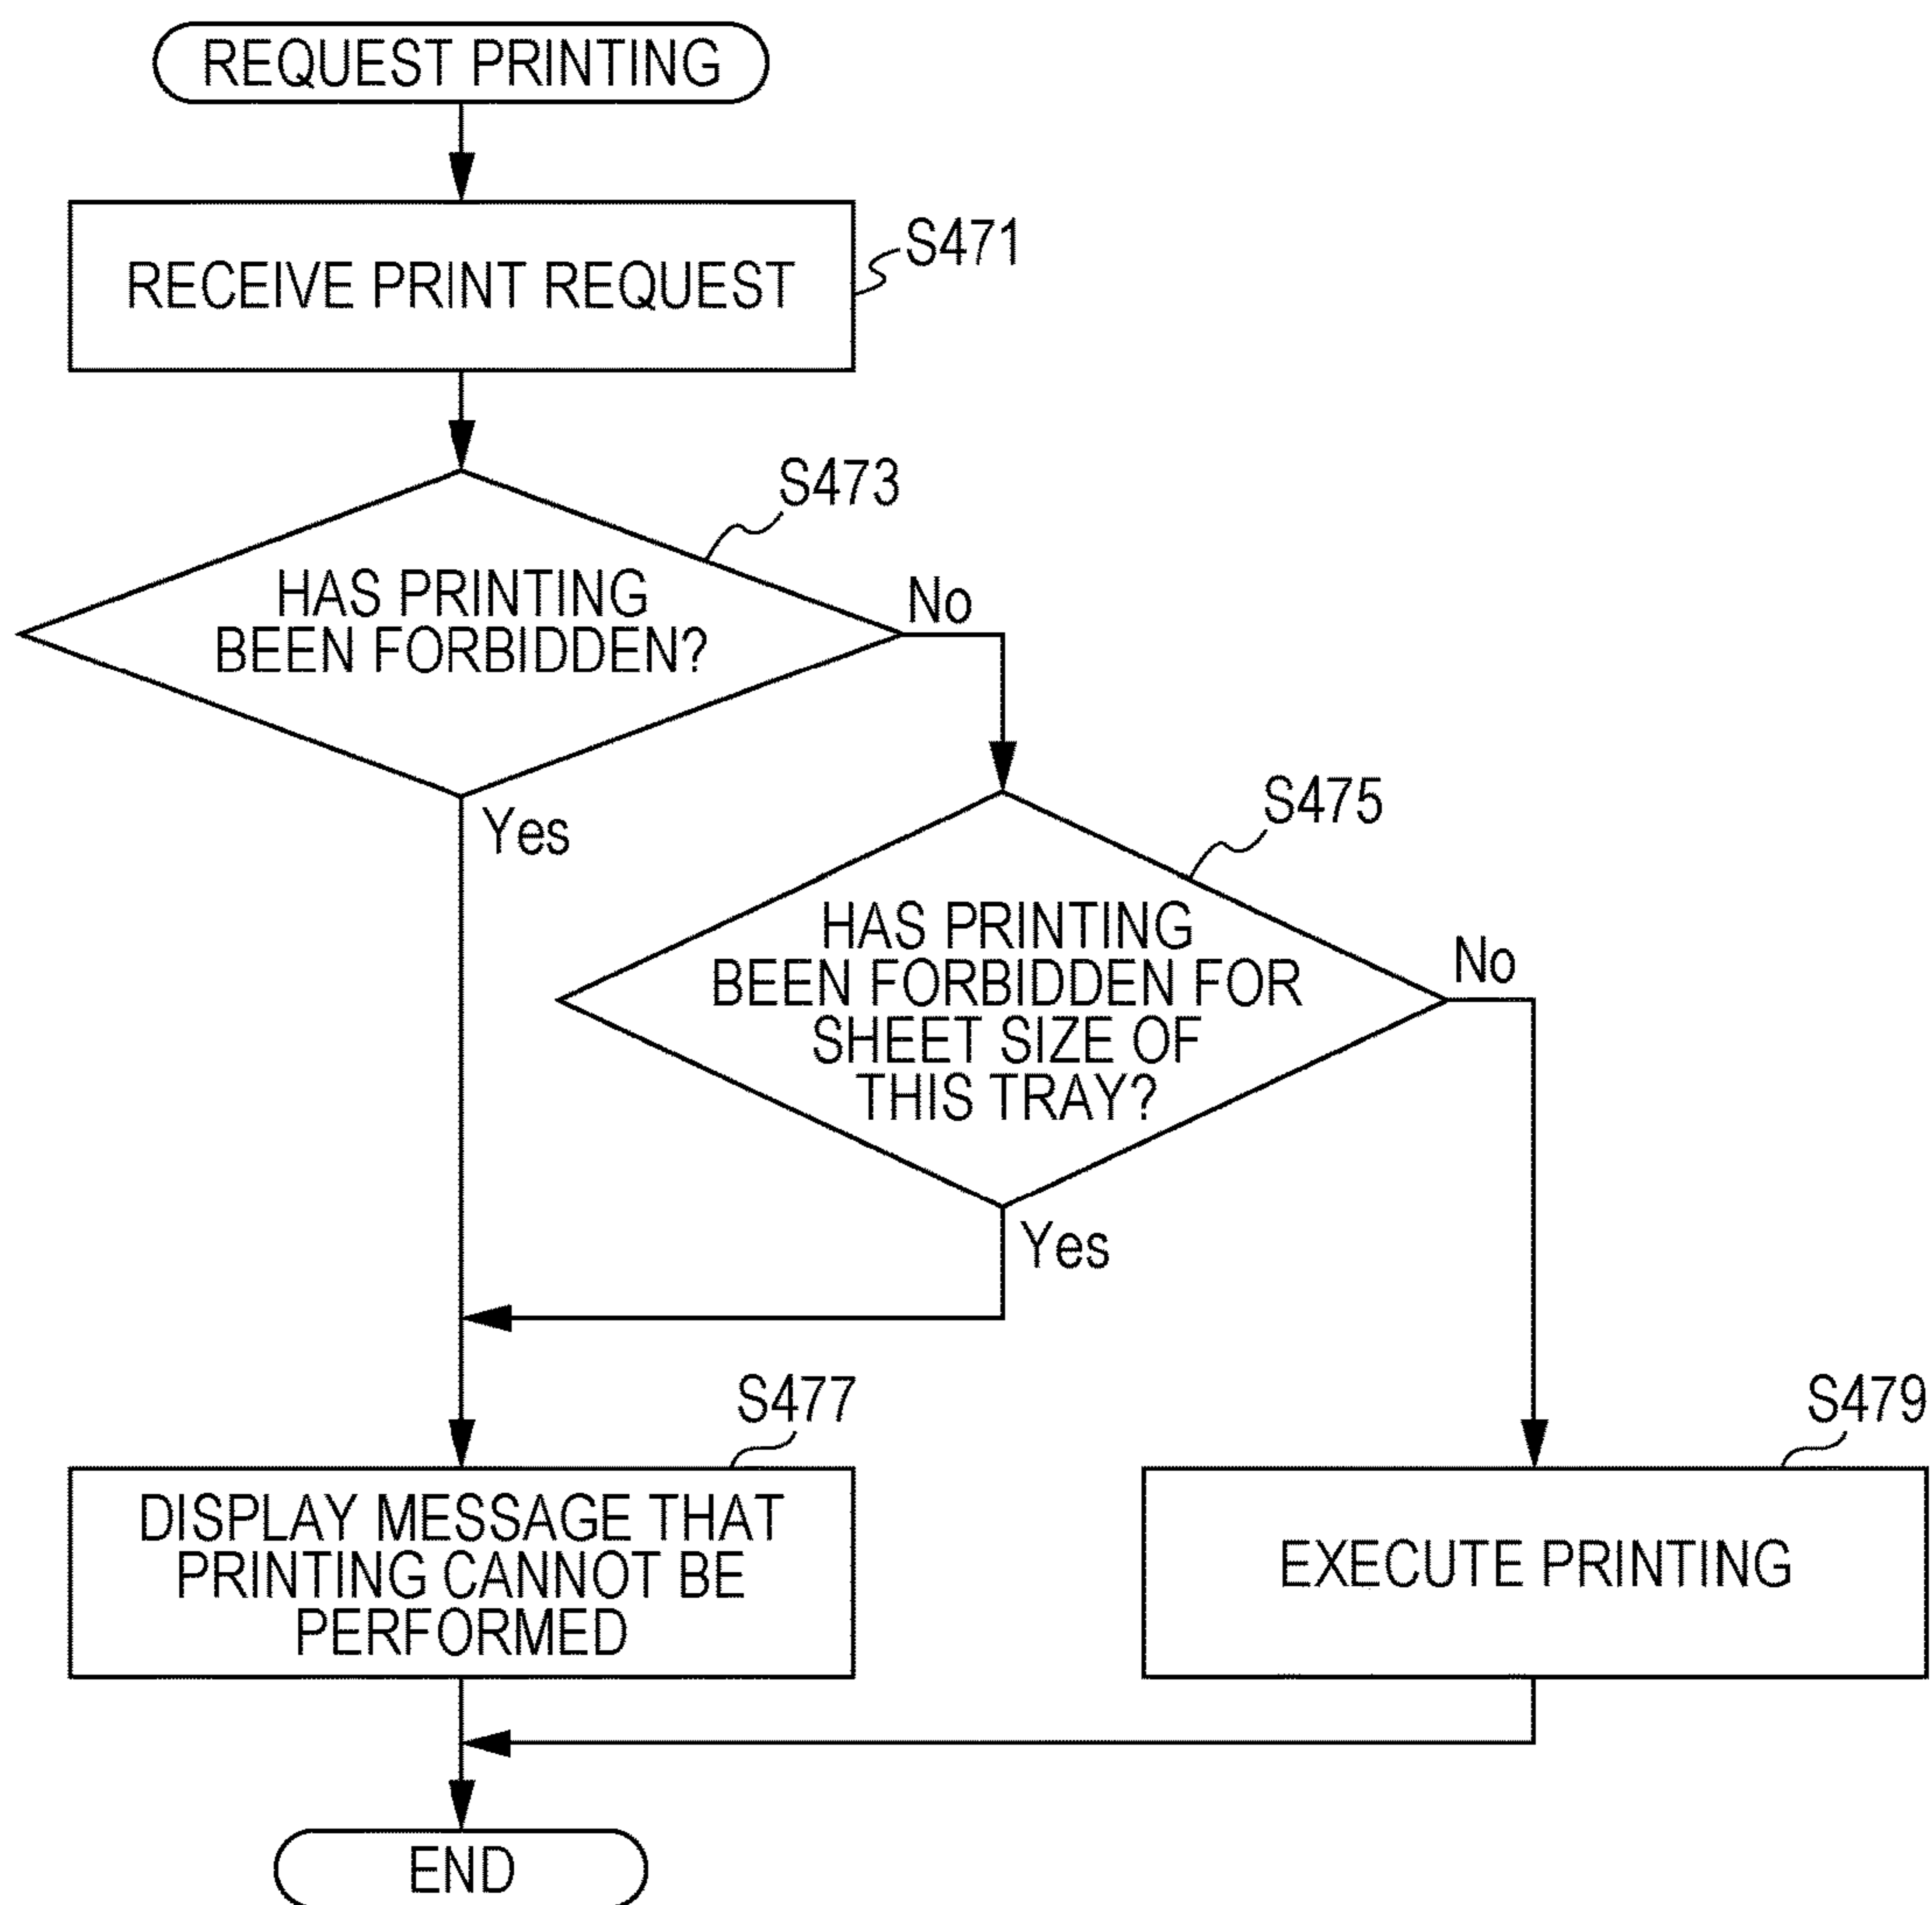 REQUEST PRINTING
S471
RECEIVE PRINT REQUEST
S473
HAS PRINTING
BEEN FORBIDDEN?
No
Yes
S475
HAS PRINTING
BEEN FORBIDDEN FOR
SHEET SIZE OF
THIS TRAY?
No
Yes
S477
DISPLAY MESSAGE THAT
PRINTING CANNOT BE
PERFORMED
S479
EXECUTE PRINTING
END